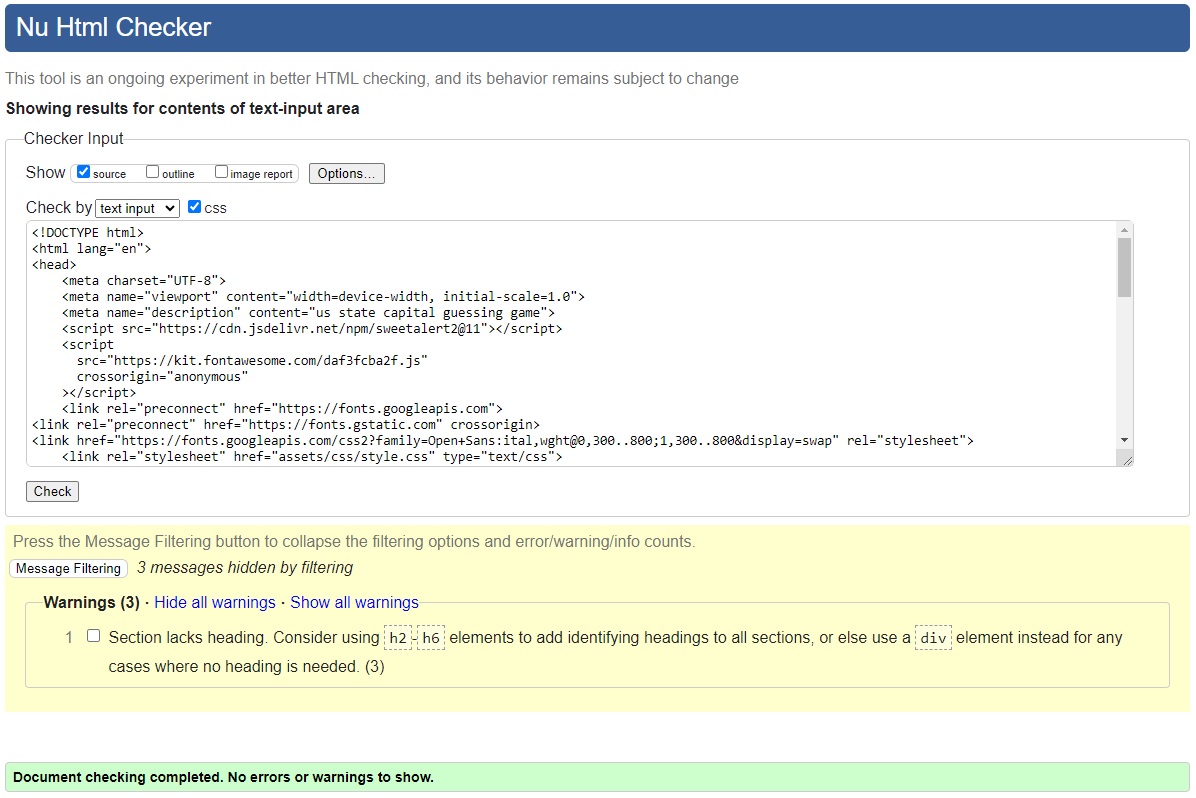 Nu Html Checker
This tool is an ongoing experiment in better HTML checking, and its behavior remains subject to change
Showing results for contents of text-input area
Checker Input
Show source outline image report Options...
Check by text input css
<!DOCTYPE html>
<html lang="en">
<head>
    <meta charset="UTF-8">
    <meta name="viewport" content="width=device-width, initial-scale=1.0">
    <meta name="description" content="us state capital guessing game">
    <script src="https://cdn.jsdelivr.net/npm/sweetalert2@11"></script>
    <script
      src="https://kit.fontawesome.com/daf3fcba2f.js"
      crossorigin="anonymous"
    ></script>
    <link rel="preconnect" href="https://fonts.googleapis.com">
<link rel="preconnect" href="https://fonts.gstatic.com" crossorigin>
<link href="https://fonts.googleapis.com/css2?family=Open+Sans:ital,wght@0,300..800;1,300..800&display=swap" rel="stylesheet">
    <link rel="stylesheet" href="assets/css/style.css" type="text/css">
Check
Press the Message Filtering button to collapse the filtering options and error/warning/info counts.
Message Filtering 3 messages hidden by filtering
Warnings (3) · Hide all warnings · Show all warnings
1 Section lacks heading. Consider using h2-h6 elements to add identifying headings to all sections, or else use a div element instead for any
cases where no heading is needed. (3)
Document checking completed. No errors or warnings to show.